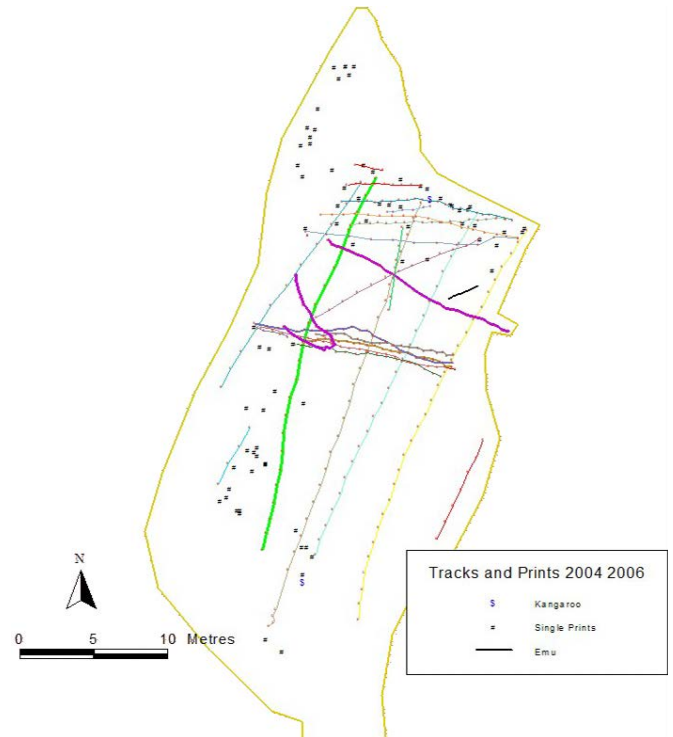 N
0 5 10 Metres
Tracks and Prints 2004 2006
$ Kangaroo
# Single Prints
Emu